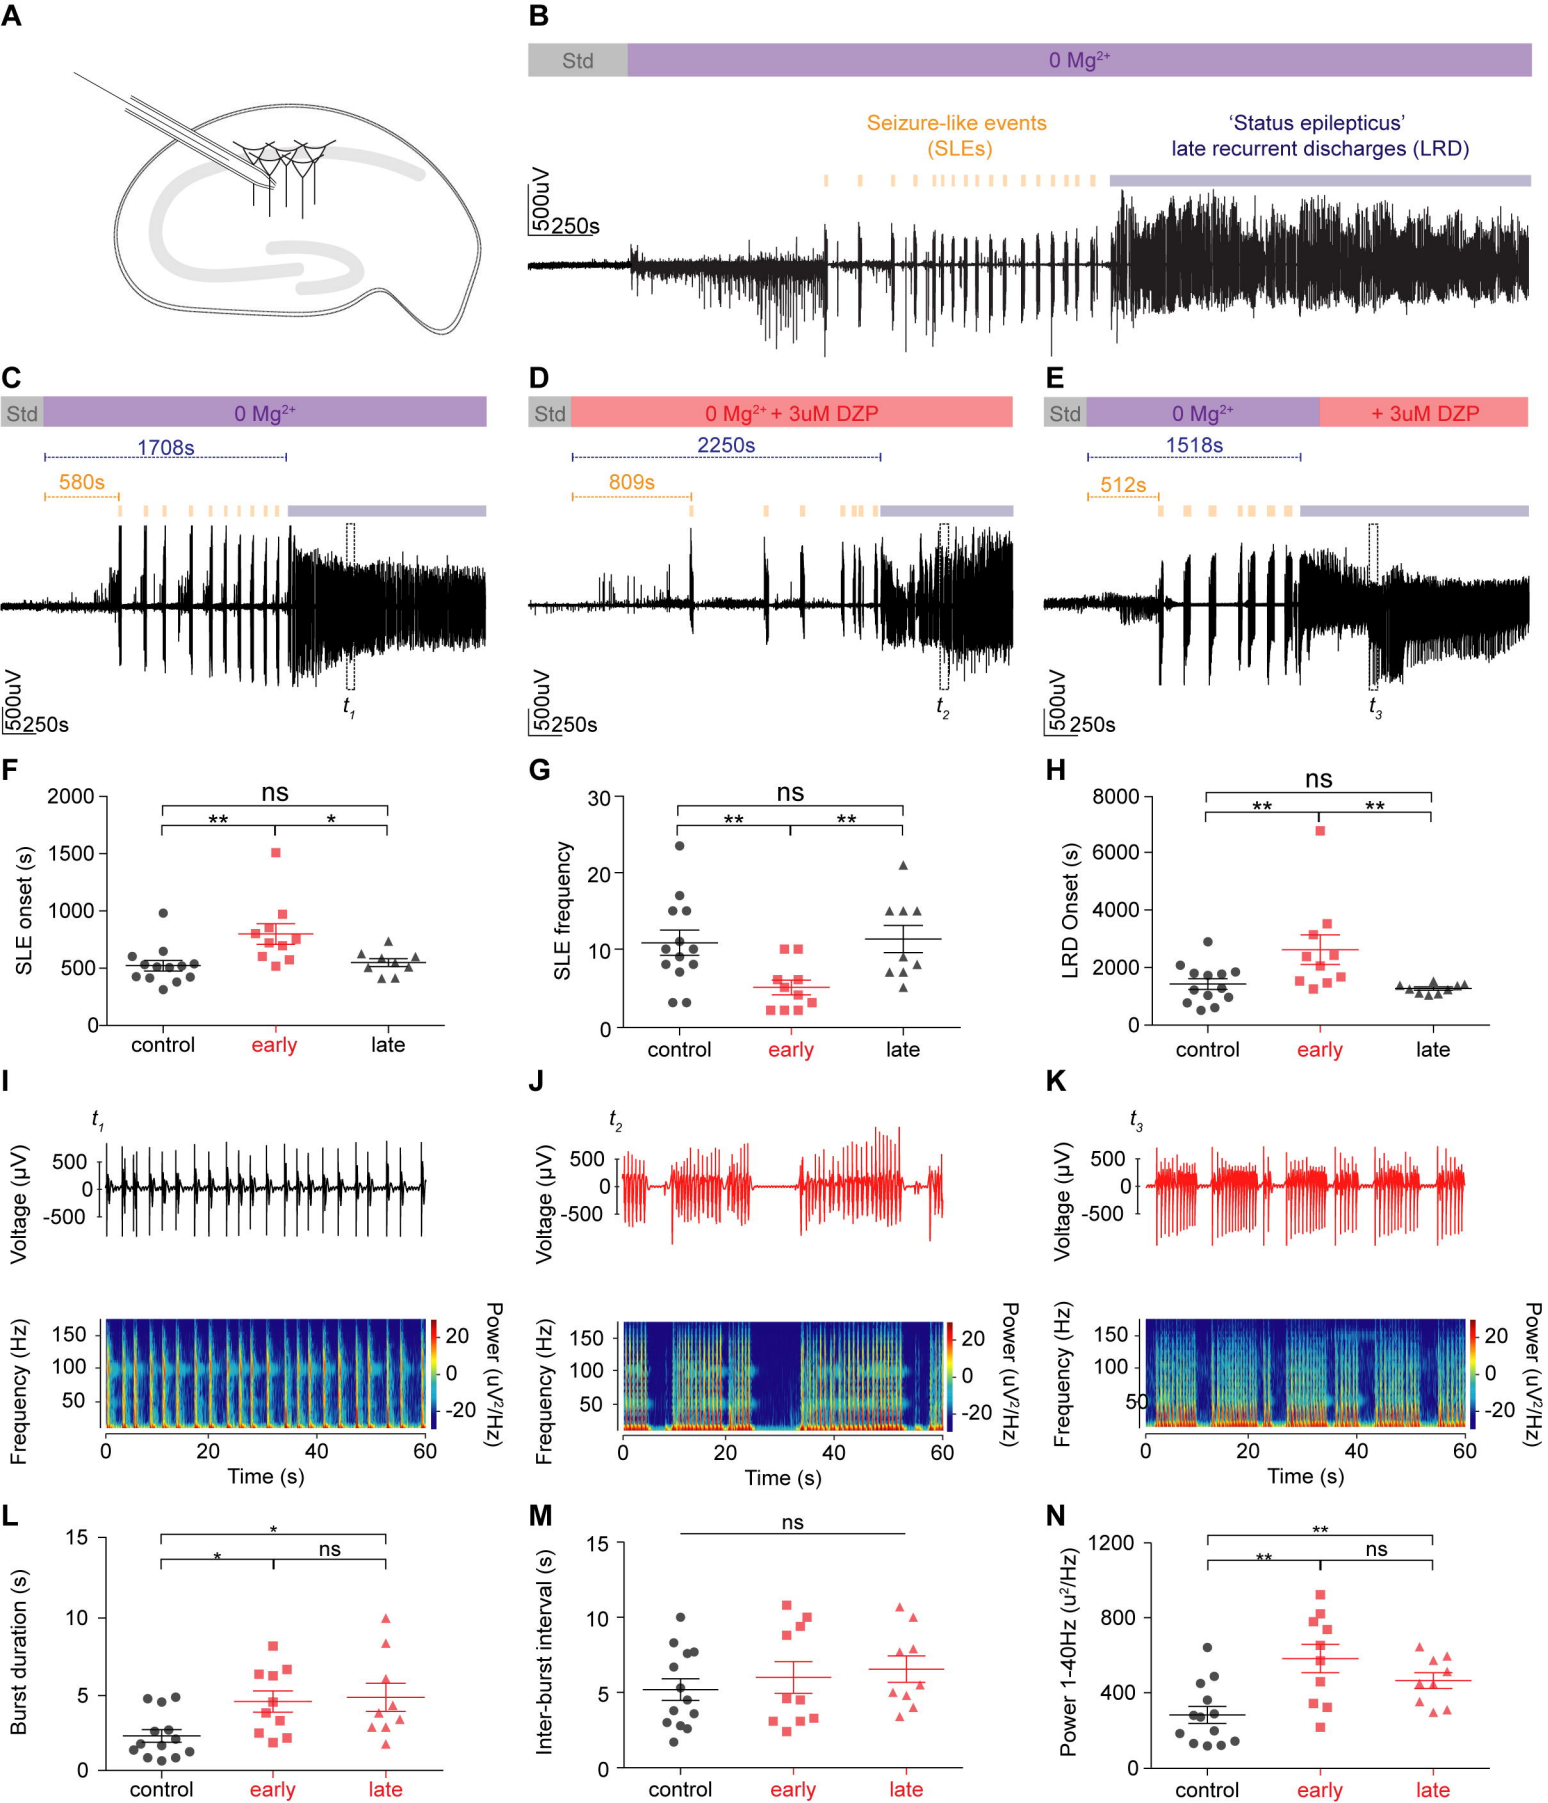 A
B
Std
0 Mg²⁺
Seizure-like events
(SLEs)
‘Status epilepticus’
late recurrent discharges (LRD)
500uV
250s
C
Std
0 Mg²⁺
1708s
580s
t₁
500uV
250s
D
Std
0 Mg²⁺ + 3uM DZP
2250s
809s
t₂
500uV
250s
E
Std
0 Mg²⁺
+ 3uM DZP
1518s
512s
t₃
500uV
250s
F
SLE onset (s)
2000
1500
1000
500
0
ns
**
*
control
early
late
G
SLE frequency
30
20
10
0
ns
**
**
control
early
late
H
LRD Onset (s)
8000
6000
4000
2000
0
ns
**
**
control
early
late
I
t₁
Voltage (µV)
500
0
-500
Frequency (Hz)
150
100
50
0
20
40
60
Time (s)
Power (uV²/Hz)
20
0
-20
J
t₂
Voltage (µV)
500
0
-500
Frequency (Hz)
150
100
50
0
20
40
60
Time (s)
Power (uV²/Hz)
20
0
-20
K
t₃
Voltage (µV)
500
0
-500
Frequency (Hz)
150
100
50
0
20
40
60
Time (s)
Power (uV²/Hz)
20
0
-20
L
Burst duration (s)
15
10
5
0
*
*
ns
control
early
late
M
Inter-burst interval (s)
15
10
5
0
ns
control
early
late
N
Power 1-40Hz (u²/Hz)
1200
800
400
0
**
**
ns
control
early
late